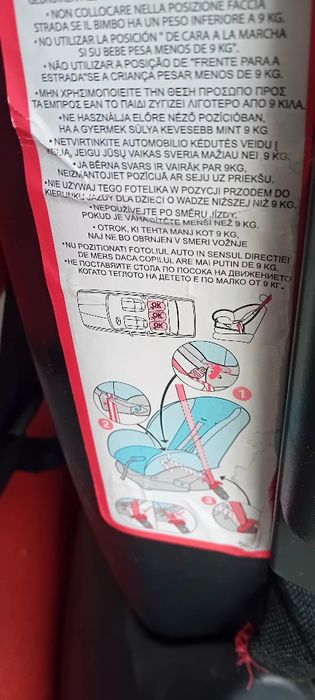 • NON COLLOCARE NELLA POSIZIONE FACCIA
STRADA SE IL BIMBO HA UN PESO INFERIORE A 9 KG.
• NO UTILIZAR LA POSICIÓN " DE CARA A LA MARCHA
SI SU BEBE PESA MENOS DE 9 KG.
• NÃO UTILIZAR A POSIÇÃO DE "FRENTE PARA A
ESTRADA" SE A CRIANÇA PESAR MENOS DE 9 KG.
• ΜΗΝ ΧΡΗΣΙΜΟΠΟΙΕΙΤΕ ΤΗΝ ΘΕΣΗ ΠΡΟΣΩΠΟ ΠΡΟΣ
ΤΑ ΕΜΠΡΟΣ ΕΑΝ ΤΟ ΠΑΙΔΙ ΖΥΓΙΖΕΙ ΛΙΓΟΤΕΡΟ ΑΠΟ 9 ΚΙΛΑ.
• NE HASZNÁLJA ELŐRE NÉZŐ POZÍCIÓBAN,
HA A GYERMEK SÚLYA KEVESEBB MINT 9 KG
• NETVIRTINKITE AUTOMOBILIO KĖDUTĖS VEIDU Į
JEIGU JŪSŲ VAIKAS SVERIA MAŽIAU NEI 9 KG.
• JA BĒRNA SVARS IR VAIRĀK PAR 9KG,
NEIZMANTOJIET POZĪCIJĀ AR SEJU UZ PRIEKŠU.
• NIE UŻYWAJ TEGO FOTELIKA W POZYCJI PRZODEM DO
KIERUNKU JAZDY DLA DZIECI O WADZE NIŻSZEJ NIŻ 9 KG.
• NEPOUŽÍVEJTE PO SMĚRU JÍZDY,
POKUD JE VAHA DÍTĚTE MENŠÍ NEŽ 9 KG.
• OTROK, KI TEHTA MANJ KOT 9 KG,
NAJ NE BO OBRNJEN V SMERI VOŽNJE
• NU POZITIONATI FOTOLIUL AUTO IN SENSUL DIRECTIEI
DE MERS DACA COPILUL ARE MAI PUTIN DE 9 KG.
• НЕ ПОСТАВЯЙТЕ СТОЛА ПО ПОСОКА НА ДВИЖЕНИЕТО
КОГАТО ТЕГЛОТО НА ДЕТЕТО Е ПО МАЛКО ОТ 9 КГ.
OK
OK
OK
1
2
3